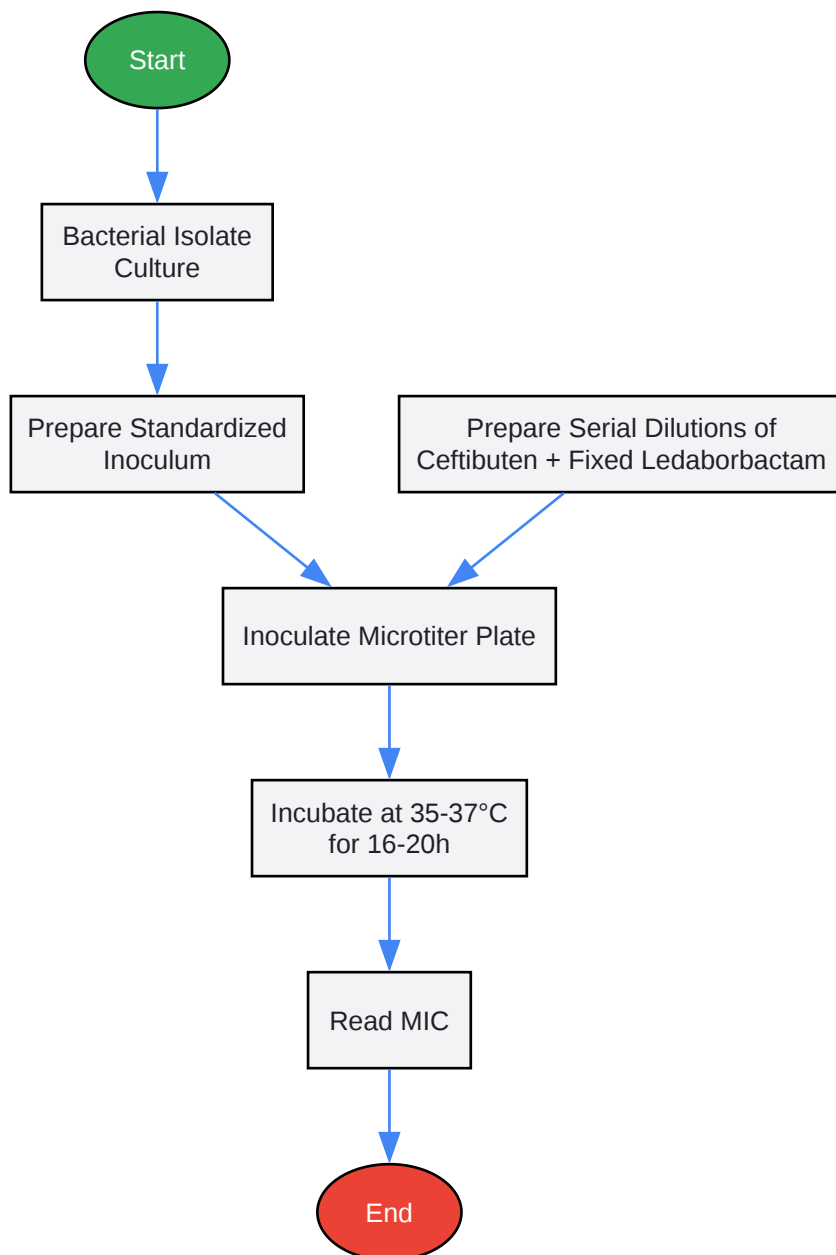 Start
Bacterial Isolate
Culture
Prepare Standardized
Inoculum
Prepare Serial Dilutions of
Ceftibuten + Fixed Ledaborbactam
Inoculate Microtiter Plate
Incubate at 35-37°C
for 16-20h
Read MIC
End